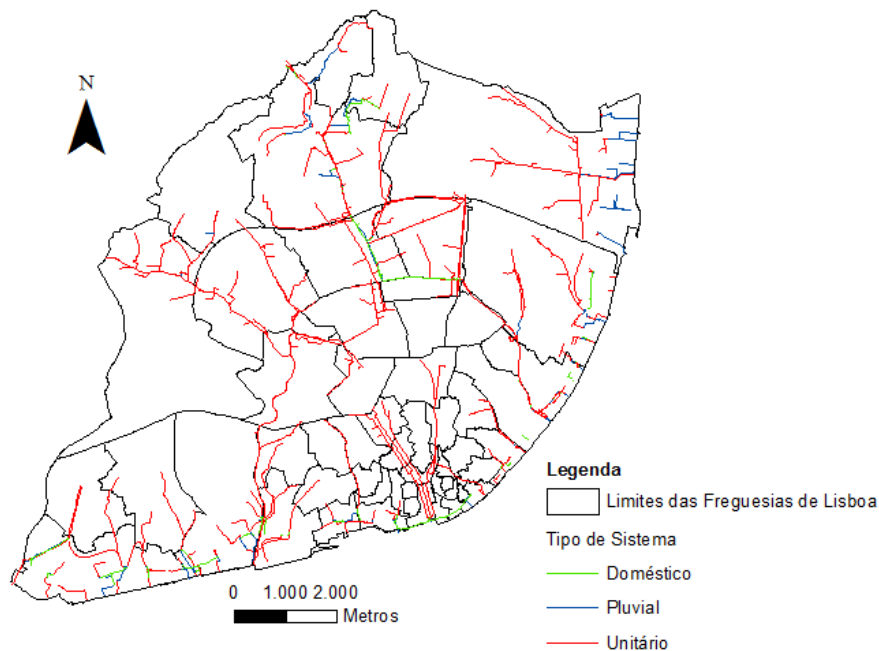 N
Legenda
Limites das Freguesias de Lisboa
Tipo de Sistema
Doméstico
0 1.000 2.000
Metros
Pluvial
Unitário